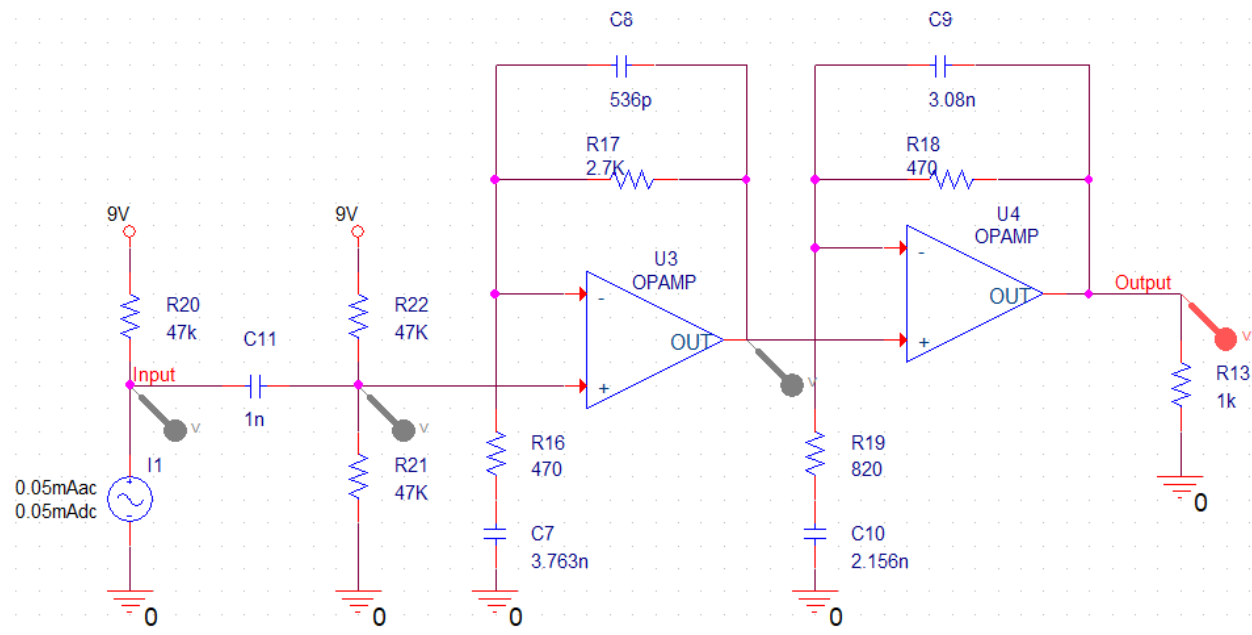 C8
536p
R17
2.7K
C9
3.08n
R18
470
9V
R20
47k
Input
C11
1n
9V
R22
47K
R21
47K
I1
0.05mAac
0.05mAdc
+
-
0
0
U3
OPAMP
-
+
OUT
V
V
V
R16
470
C7
3.763n
0
U4
OPAMP
-
+
OUT
R19
820
C10
2.156n
0
Output
V
R13
1k
0